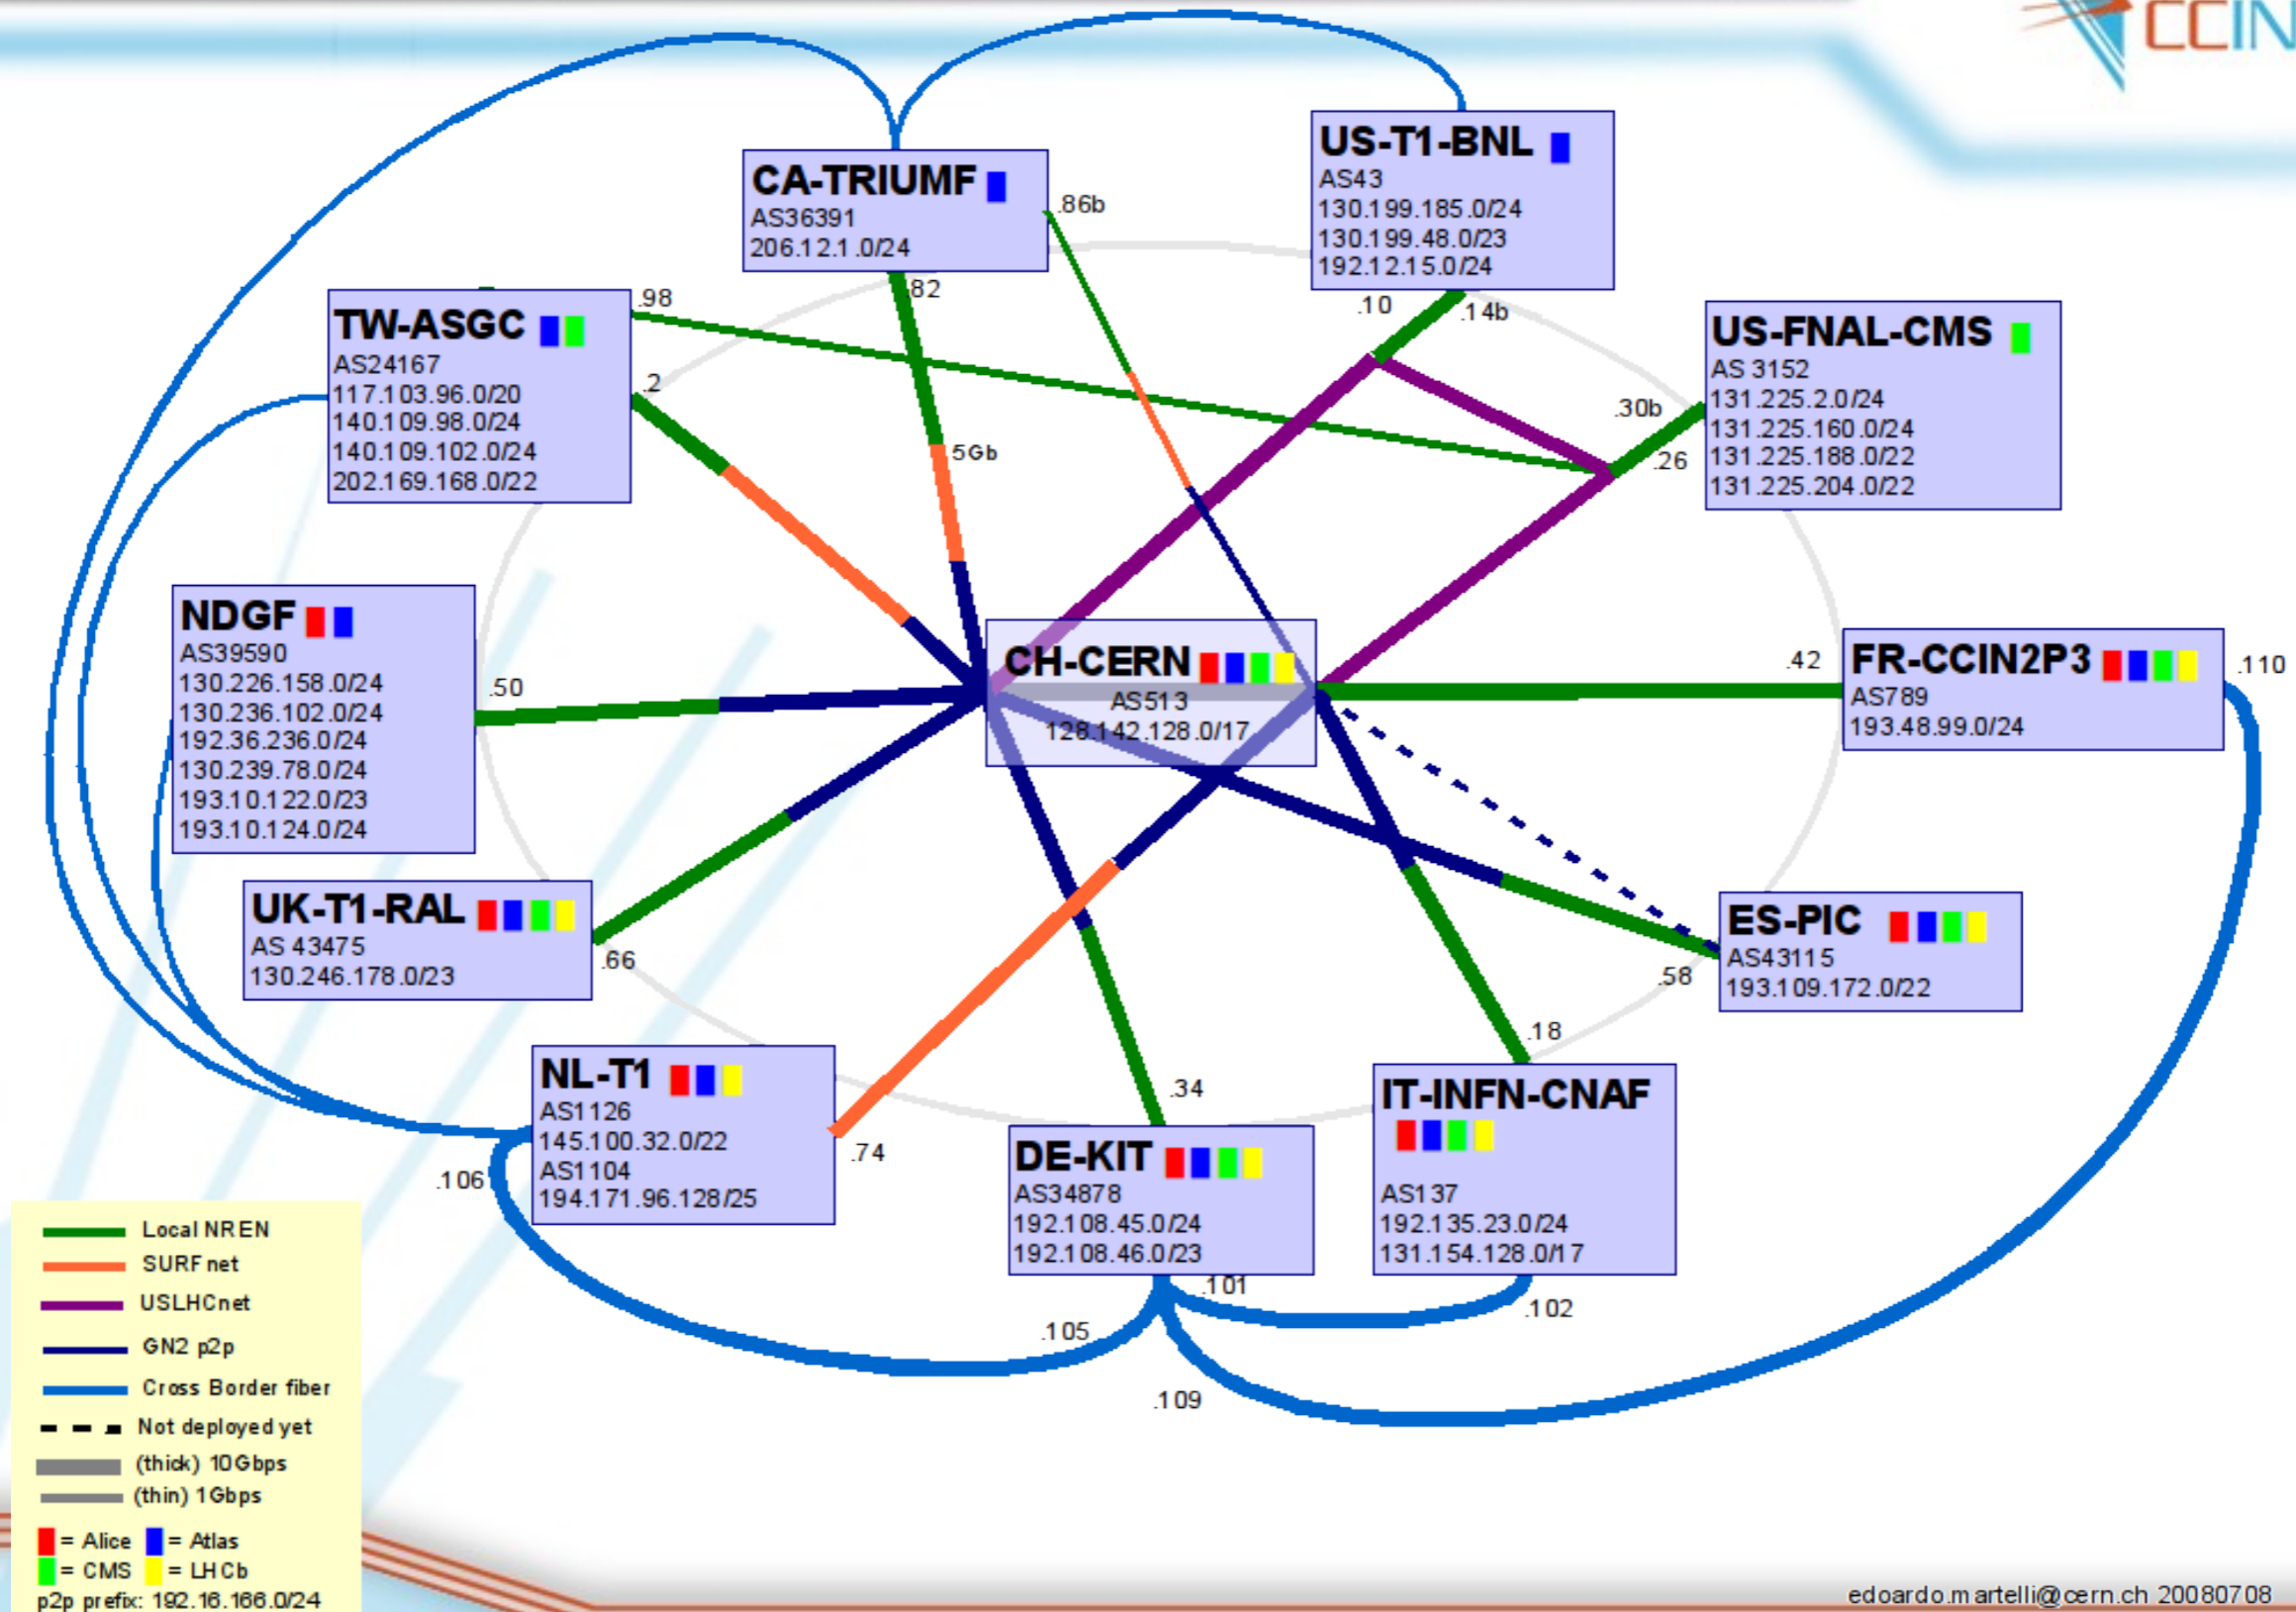 CCIN
CA-TRIUMF
AS36391
206.12.1.0/24
.86b
.82
5Gb
US-T1-BNL
AS43
130.199.185.0/24
130.199.48.0/23
192.12.15.0/24
.10
.14b
TW-ASGC
AS24167
117.103.96.0/20
140.109.98.0/24
140.109.102.0/24
202.169.168.0/22
.98
.2
US-FNAL-CMS
AS 3152
131.225.2.0/24
131.225.160.0/24
131.225.188.0/22
131.225.204.0/22
.30b
.26
NDGF
AS39590
130.226.158.0/24
130.236.102.0/24
192.36.236.0/24
130.239.78.0/24
193.10.122.0/23
193.10.124.0/24
.50
CH-CERN
AS513
128.142.128.0/17
.42
FR-CCIN2P3
AS789
193.48.99.0/24
.110
UK-T1-RAL
AS 43475
130.246.178.0/23
.66
ES-PIC
AS43115
193.109.172.0/22
.58
NL-T1
AS1126
145.100.32.0/22
AS1104
194.171.96.128/25
.106
.74
.34
DE-KIT
AS34878
192.108.45.0/24
192.108.46.0/23
.18
IT-INFN-CNAF
AS137
192.135.23.0/24
131.154.128.0/17
.101
.102
.105
.109
Local NREN
SURFnet
USLHCnet
GN2 p2p
Cross Border fiber
Not deployed yet
(thick) 10Gbps
(thin) 1Gbps
= Alice = Atlas
= CMS = LHCb
p2p prefix: 192.16.166.0/24
edoardo.martelli@cern.ch 20080708